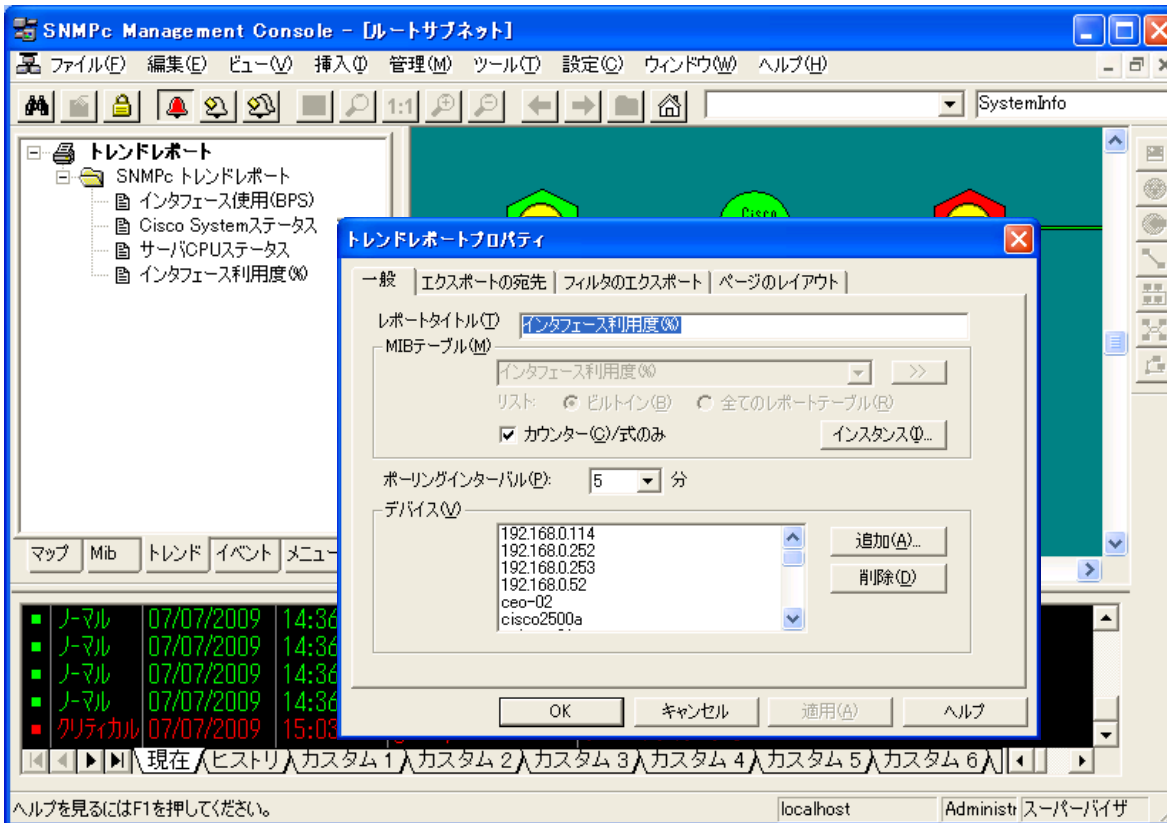 SNMPc Management Console - [ルートサブネット]
ファイル(F) 編集(E) ビュー(V) 挿入(I) 管理(M) ツール(T) 設定(C) ウィンドウ(W) ヘルプ(H)
1:1 SystemInfo
トレンドレポート
SNMPc トレンドレポート
インタフェース使用(BPS)
Cisco Systemステータス
サーバCPUステータス
インタフェース利用度(%)
Cisco
マップ Mib トレンド イベント メニュー
トレンドレポートプロパティ
一般 エクスポートの宛先 フィルタのエクスポート ページのレイアウト
レポートタイトル(T) インタフェース利用度(%)
MIBテーブル(M)
インタフェース利用度(%) >>
リスト: ビルトイン(B) 全てのレポートテーブル(R)
カウンター(C)/式のみ インスタンス(I)...
ポーリングインターバル(P): 5 分
デバイス(V)
192.168.0.114
192.168.0.252
192.168.0.253
192.168.0.52
ceo-02
cisco2500a
追加(A)...
削除(D)
OK キャンセル 適用(A) ヘルプ
ノーマル 07/07/2009 14:36
ノーマル 07/07/2009 14:36
ノーマル 07/07/2009 14:36
ノーマル 07/07/2009 14:36
クリティカル 07/07/2009 15:03
現在 ヒストリ カスタム 1 カスタム 2 カスタム 3 カスタム 4 カスタム 5 カスタム 6
ヘルプを見るにはF1を押してください。 localhost Administr スーパーバイザ